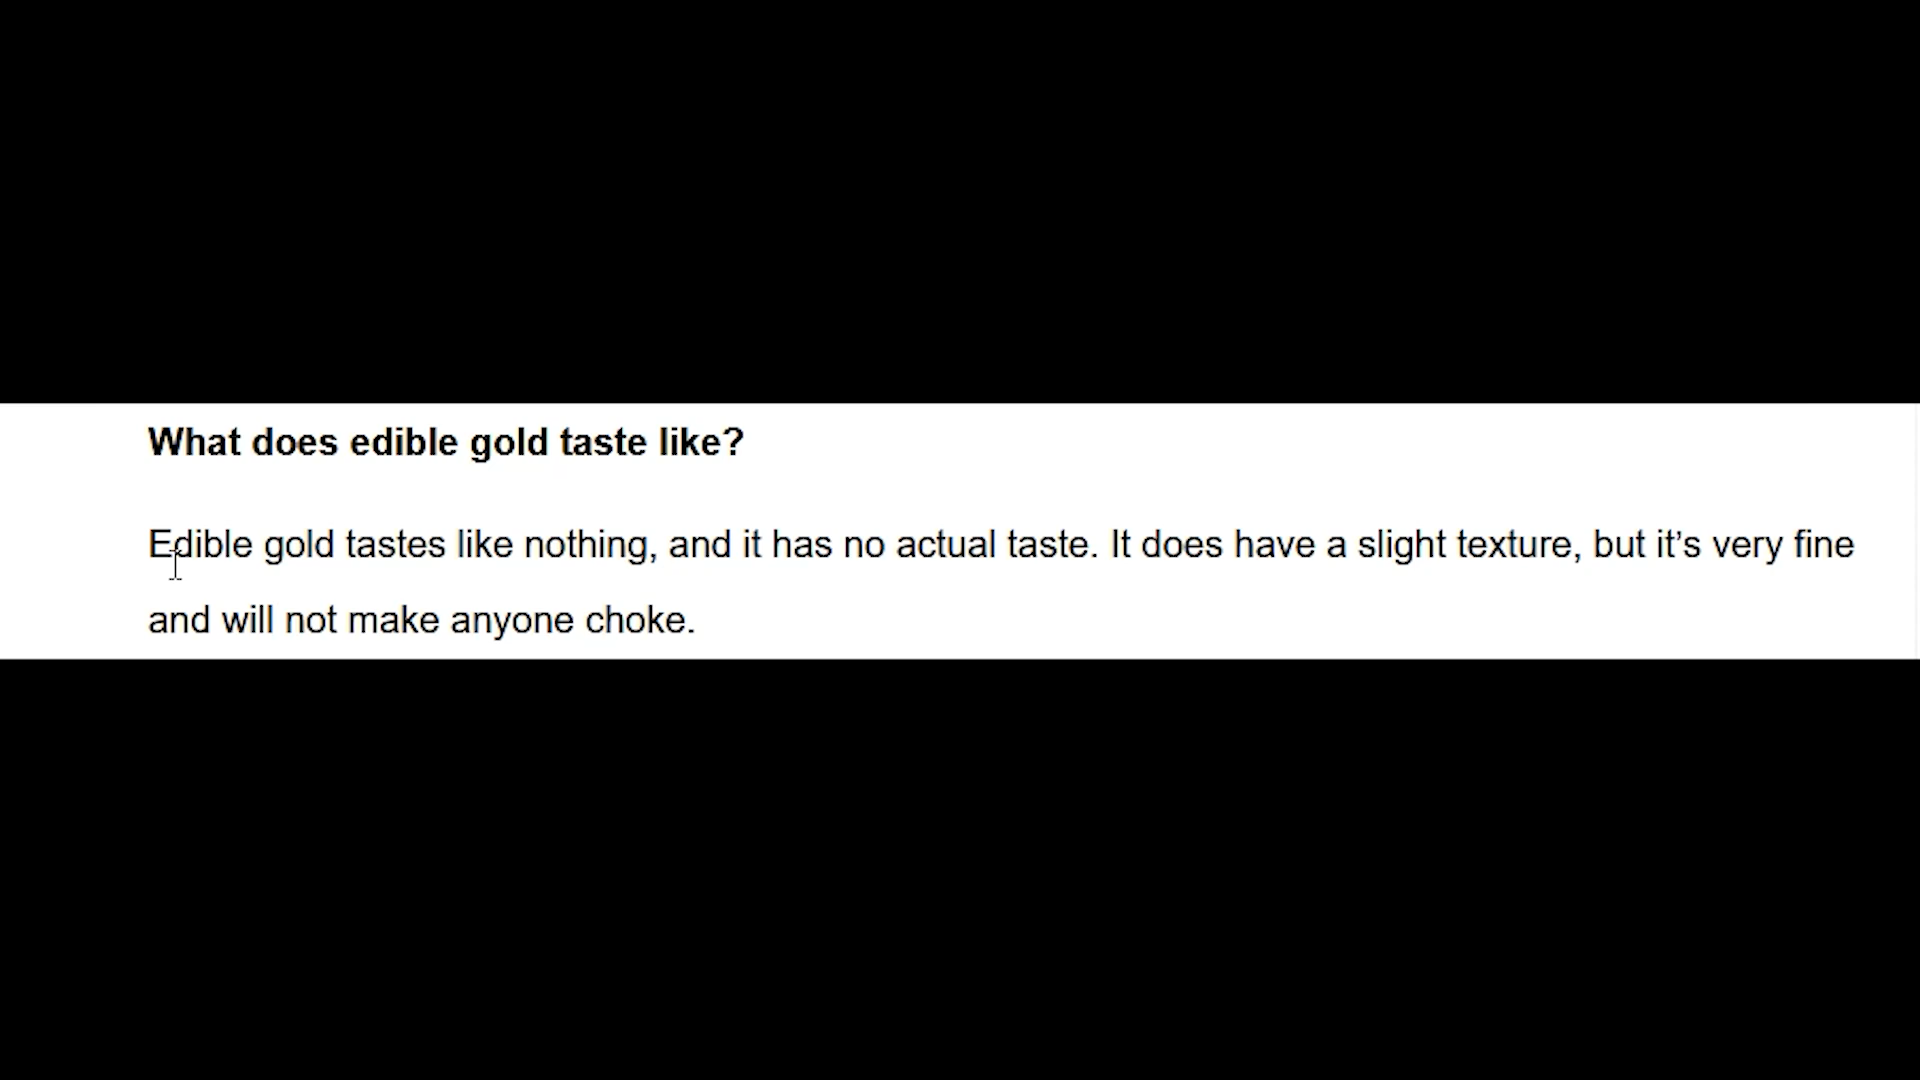 What does edible gold taste like?
Edible gold tastes like nothing, and it has no actual taste. It does have a slight texture, but it’s very fine
and will not make anyone choke.